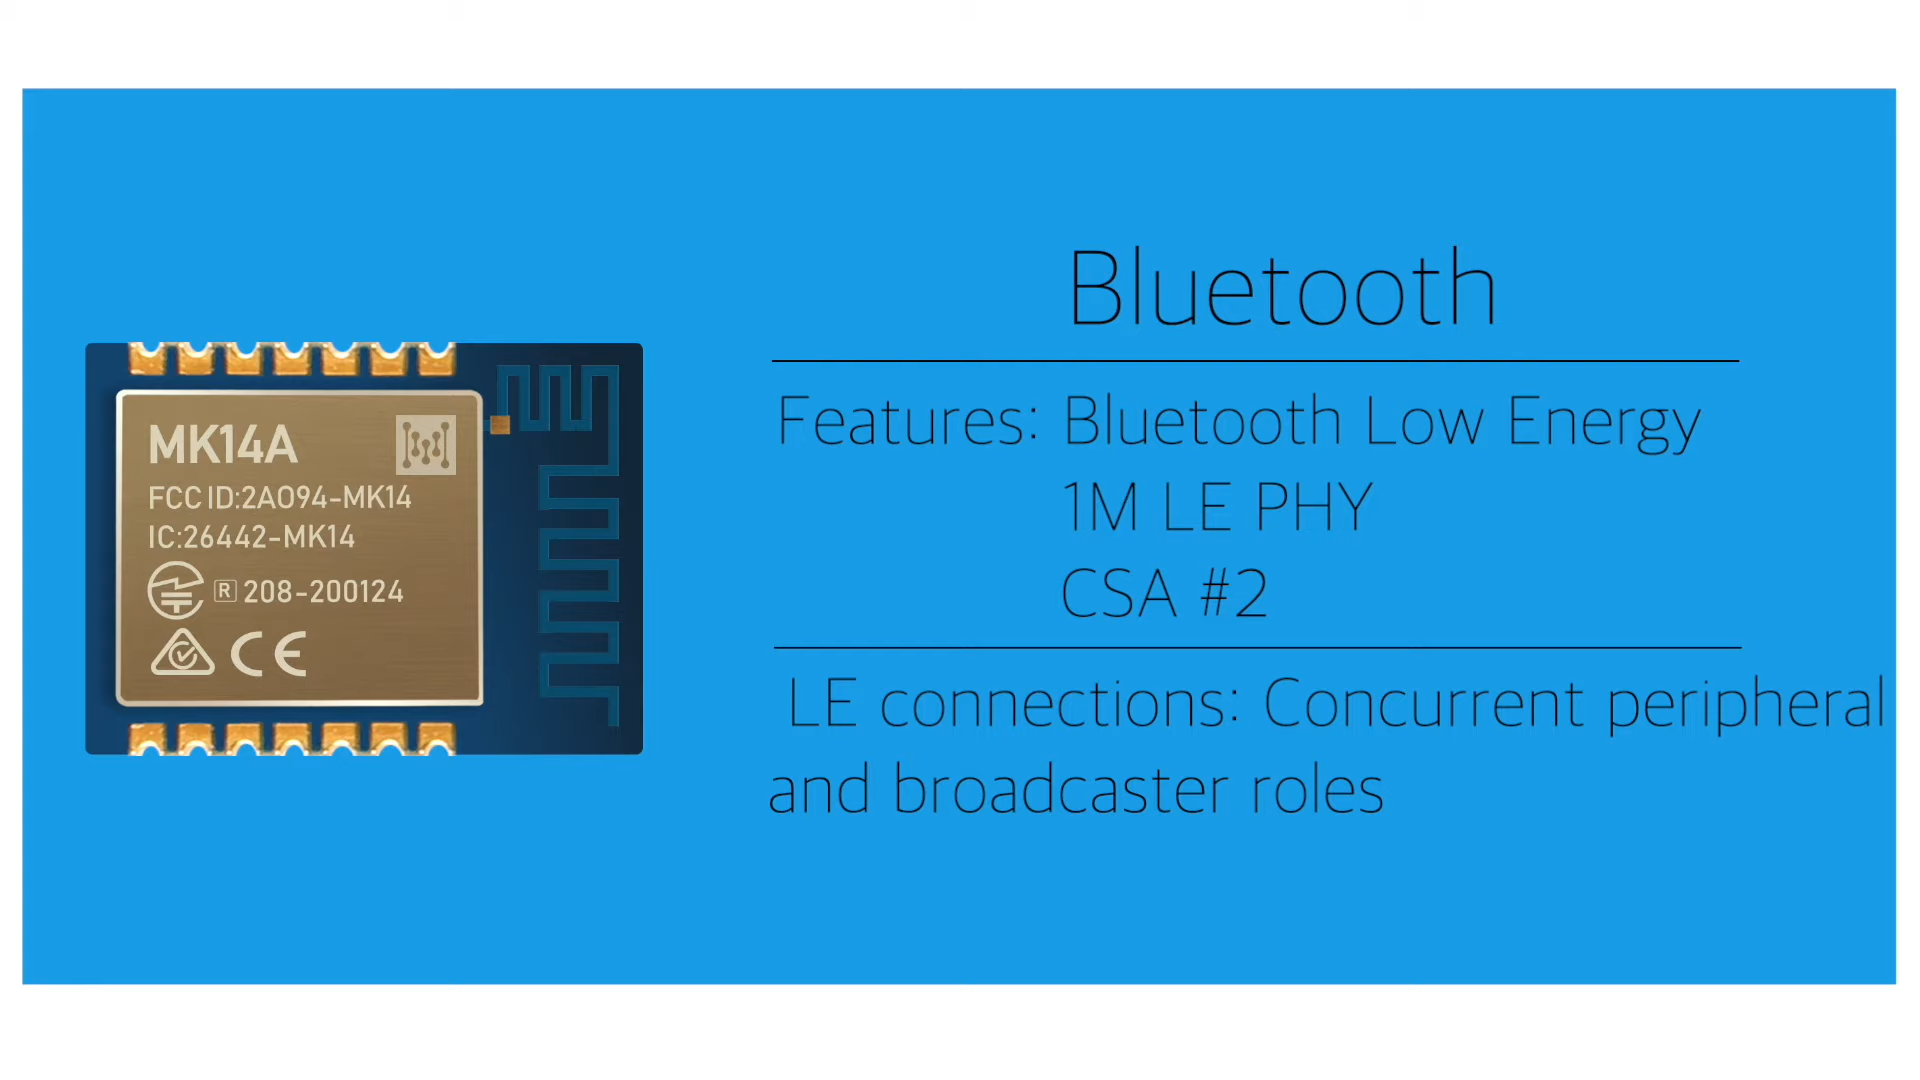 MK14A
FCC ID:2AO94-MK14
IC:26442-MK14
R 208-200124
CE
Bluetooth
Features: Bluetooth Low Energy
1M LE PHY
CSA #2
LE connections: Concurrent peripheral
and broadcaster roles